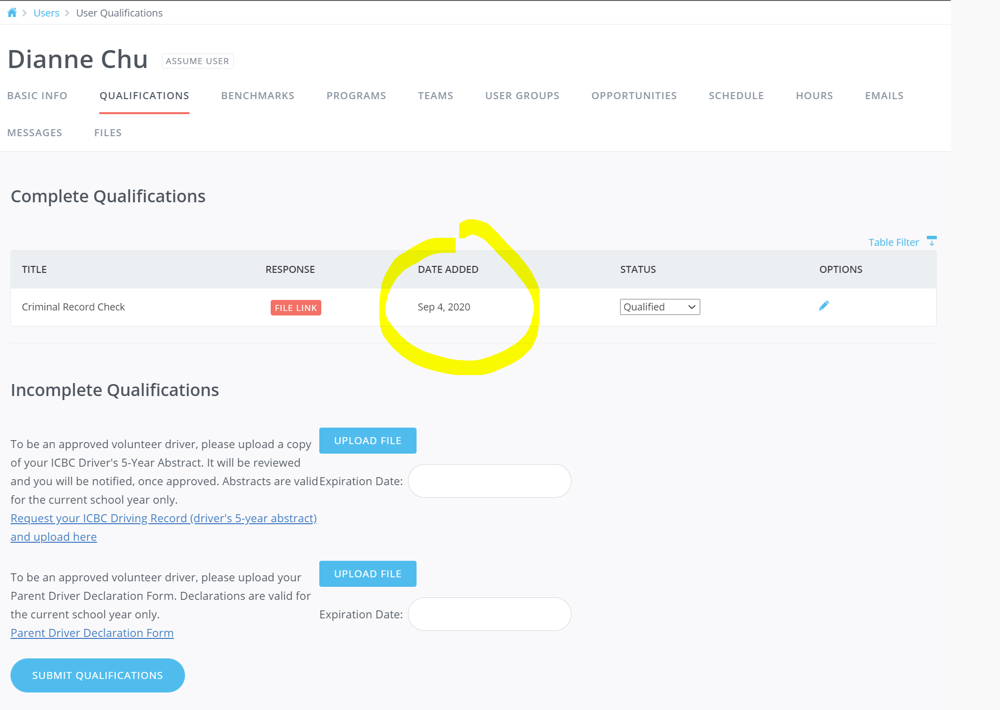 Users User Qualifications
Dianne Chu ASSUME USER
BASIC INFO QUALIFICATIONS BENCHMARKS PROGRAMS TEAMS USER GROUPS OPPORTUNITIES SCHEDULE HOURS EMAILS
MESSAGES FILES
Complete Qualifications
Table Filter
TITLE RESPONSE DATE ADDED STATUS OPTIONS
Criminal Record Check FILE LINK Sep 4, 2020 Qualified
Incomplete Qualifications
To be an approved volunteer driver, please upload a copy
of your ICBC Driver's 5-Year Abstract. It will be reviewed
and you will be notified, once approved. Abstracts are valid
for the current school year only.
Request your ICBC Driving Record (driver's 5-year abstract)
and upload here
UPLOAD FILE
Expiration Date:
To be an approved volunteer driver, please upload your
Parent Driver Declaration Form. Declarations are valid for
the current school year only.
Parent Driver Declaration Form
UPLOAD FILE
Expiration Date:
SUBMIT QUALIFICATIONS